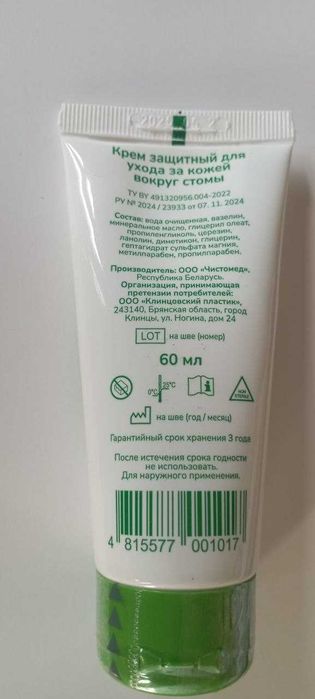 Крем защитный для
ухода за кожей
вокруг стомы
ТУ BY 491320956.004-2022
РУ № 2024 / 23933 от 07. 11. 2024
Состав: вода очищенная, вазелин,
минеральное масло, глицерил олеат,
пропиленгликоль, церезин,
ланолин, диметикон, глицерин,
гептагидрат сульфата магния,
метилпарабен, пропилпарабен.
Производитель: ООО «Чистомед»,
Республика Беларусь.
Организация, принимающая
претензии потребителей:
ООО «Клинцовский пластик»,
243140, Брянская область, город
Клинцы, ул. Ногина, дом 24
LOT на шве (номер)
60 мл
0°C 25°C NON STERILE
на шве (год / месяц)
Гарантийный срок хранения 3 года
После истечения срока годности
не использовать.
Для наружного применения.
4 815577 001017